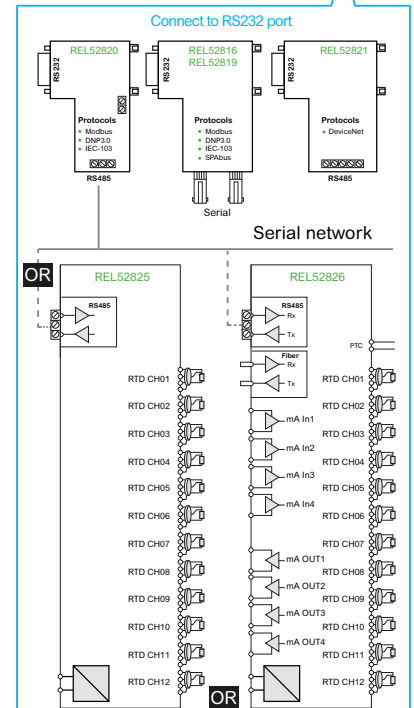 Connect to RS232 port
REL52820
RS232
Protocols
• Modbus
• DNP3.0
• IEC-103
RS485
REL52816
REL52819
RS232
Protocols
• Modbus
• DNP3.0
• IEC-103
• SPAbus
Serial
REL52821
RS232
Protocols
• DeviceNet
RS485
Serial network
OR
REL52825
RS485
RTD CH01
RTD CH02
RTD CH03
RTD CH04
RTD CH05
RTD CH06
RTD CH07
RTD CH08
RTD CH09
RTD CH10
RTD CH11
RTD CH12
OR
REL52826
RS485
Rx
Tx
Fiber
Rx
Tx
mA In1
mA In2
mA In3
mA In4
mA OUT1
mA OUT2
mA OUT3
mA OUT4
PTC
RTD CH01
RTD CH02
RTD CH03
RTD CH04
RTD CH05
RTD CH06
RTD CH07
RTD CH08
RTD CH09
RTD CH10
RTD CH11
RTD CH12